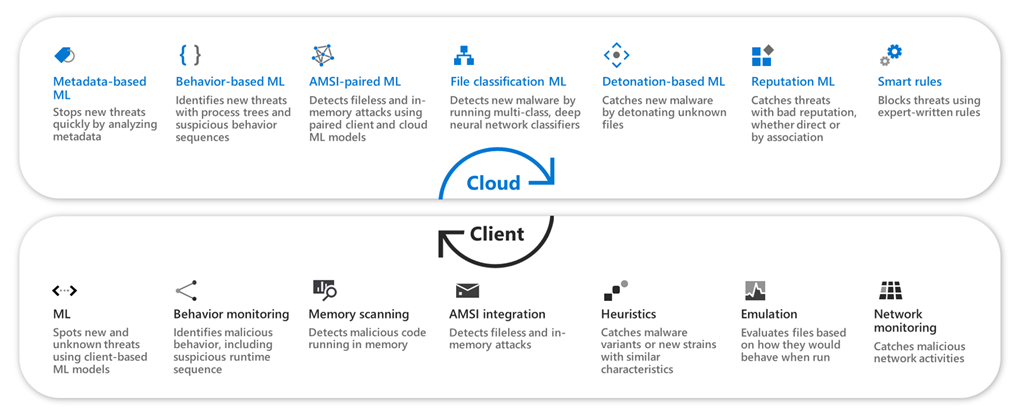 Metadata-based
ML
Stops new threats
quickly by analyzing
metadata
Behavior-based ML
Identifies new threats
with process trees and
suspicious behavior
sequences
AMSI-paired ML
Detects fileless and in-
memory attacks using
paired client and cloud
ML models
File classification ML
Detects new malware by
running multi-class, deep
neural network classifiers
Detonation-based ML
Catches new malware
by detonating unknown
files
Reputation ML
Catches threats
with bad reputation,
whether direct or
by association
Smart rules
Blocks threats using
expert-written rules
Cloud
Client
ML
Spots new and
unknown threats
using client-based
ML models
Behavior monitoring
Identifies malicious
behavior, including
suspicious runtime
sequence
Memory scanning
Detects malicious code
running in memory
AMSI integration
Detects fileless and in-
memory attacks
Heuristics
Catches malware
variants or new strains
with similar
characteristics
Emulation
Evaluates files based
on how they would
behave when run
Network
monitoring
Catches malicious
network activities